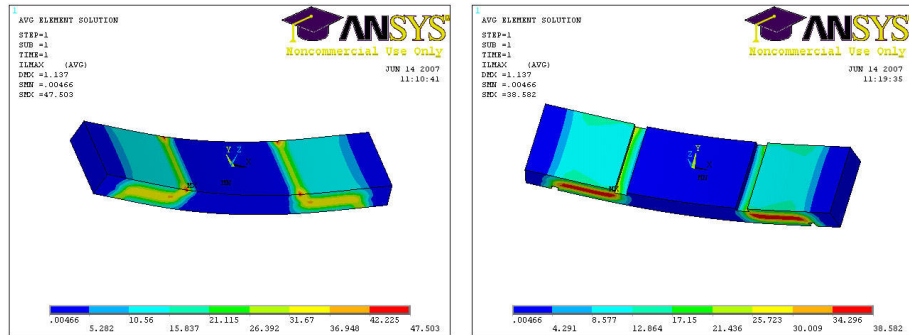 1
AVG ELEMENT SOLUTION
STEP=1
SUB =1
TIME=1
ILMAX (AVG)
DMX =1.137
SMN =.00466
SMX =47.503
ANSYS
Noncommercial Use Only
JUN 14 2007
11:10:41
Y
Z
MX
MN
.00466 10.56 21.115 31.67 42.225
5.282 15.837 26.392 36.948 47.503
1
AVG ELEMENT SOLUTION
STEP=1
SUB =1
TIME=1
ILMAX (AVG)
DMX =1.137
SMN =.00466
SMX =38.582
ANSYS
Noncommercial Use Only
JUN 14 2007
11:19:35
Y
Z
MX
.00466 8.577 17.15 25.723 34.296
4.291 12.864 21.436 30.009 38.582